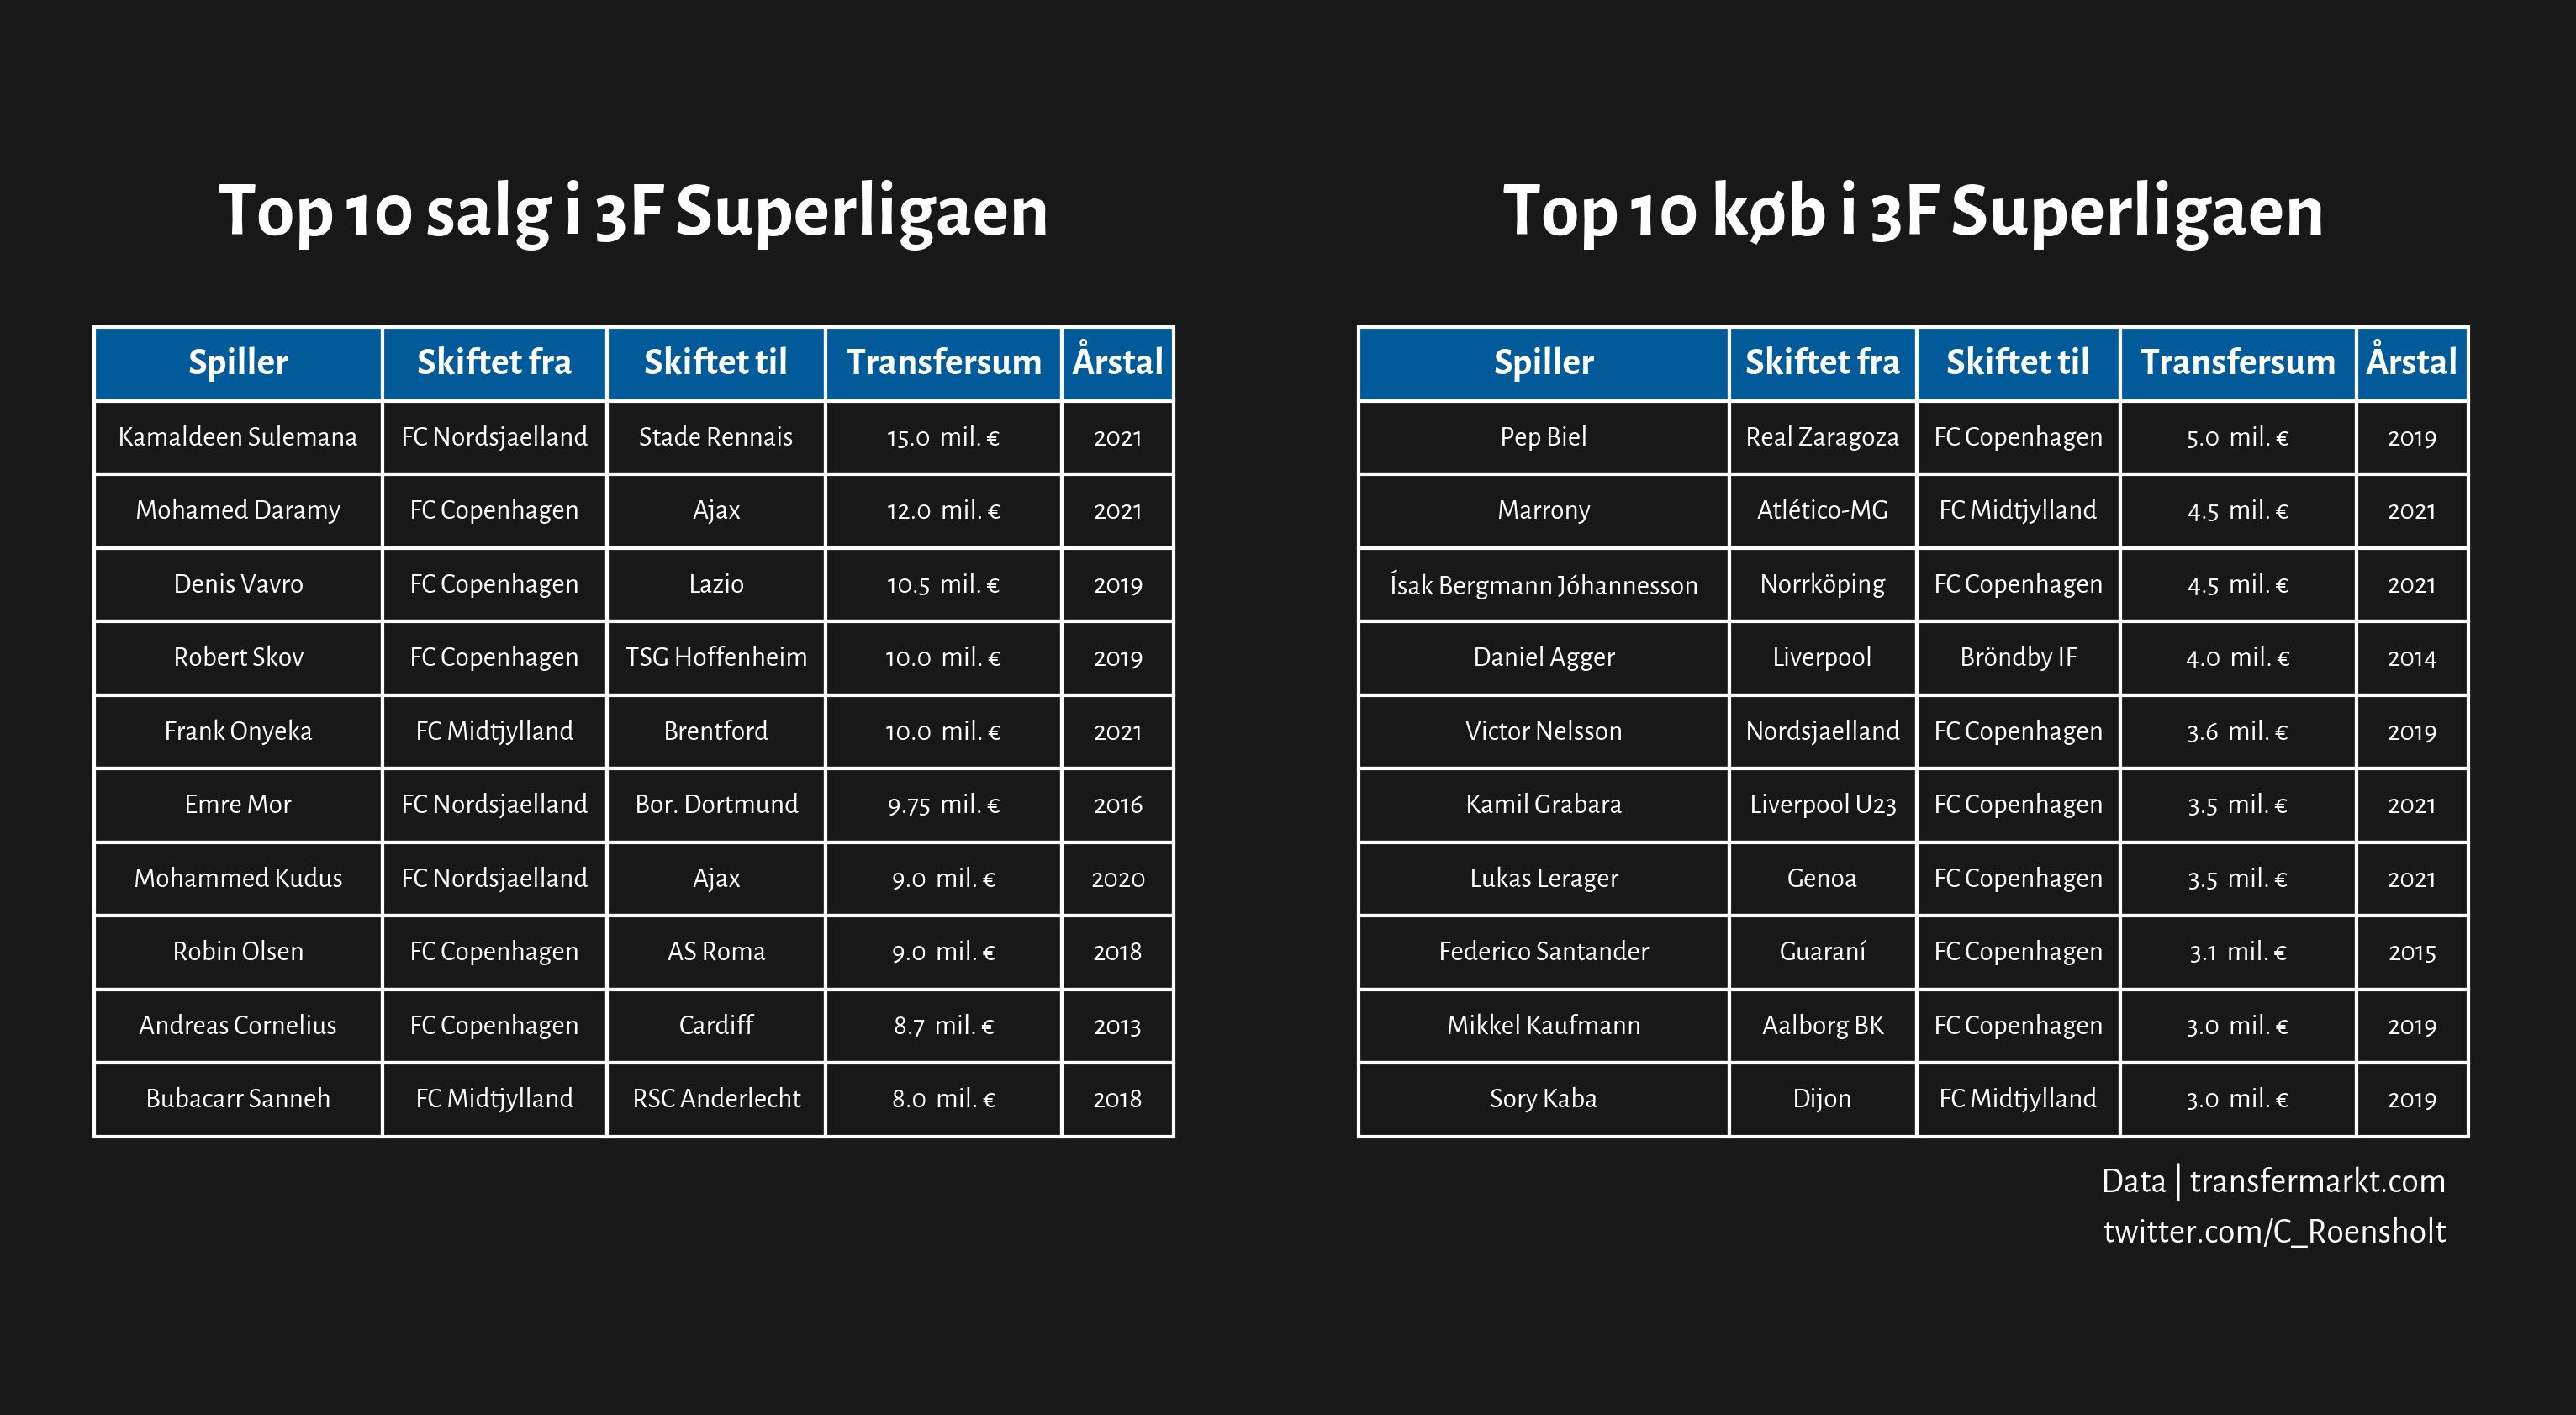 Top 10 salg i 3F Superligaen
Spiller Skiftet fra Skiftet til Transfersum Årstal
Kamaldeen Sulemana FC Nordsjaelland Stade Rennais 15.0 mil. € 2021
Mohamed Daramy FC Copenhagen Ajax 12.0 mil. € 2021
Denis Vavro FC Copenhagen Lazio 10.5 mil. € 2019
Robert Skov FC Copenhagen TSG Hoffenheim 10.0 mil. € 2019
Frank Onyeka FC Midtjylland Brentford 10.0 mil. € 2021
Emre Mor FC Nordsjaelland Bor. Dortmund 9.75 mil. € 2016
Mohammed Kudus FC Nordsjaelland Ajax 9.0 mil. € 2020
Robin Olsen FC Copenhagen AS Roma 9.0 mil. € 2018
Andreas Cornelius FC Copenhagen Cardiff 8.7 mil. € 2013
Bubacarr Sanneh FC Midtjylland RSC Anderlecht 8.0 mil. € 2018
Top 10 køb i 3F Superligaen
Spiller Skiftet fra Skiftet til Transfersum Årstal
Pep Biel Real Zaragoza FC Copenhagen 5.0 mil. € 2019
Marrony Atlético-MG FC Midtjylland 4.5 mil. € 2021
Ísak Bergmann Jóhannesson Norrköping FC Copenhagen 4.5 mil. € 2021
Daniel Agger Liverpool Bröndby IF 4.0 mil. € 2014
Victor Nelsson Nordsjaelland FC Copenhagen 3.6 mil. € 2019
Kamil Grabara Liverpool U23 FC Copenhagen 3.5 mil. € 2021
Lukas Lerager Genoa FC Copenhagen 3.5 mil. € 2021
Federico Santander Guaraní FC Copenhagen 3.1 mil. € 2015
Mikkel Kaufmann Aalborg BK FC Copenhagen 3.0 mil. € 2019
Sory Kaba Dijon FC Midtjylland 3.0 mil. € 2019
Data | transfermarkt.com
twitter.com/C_Roensholt